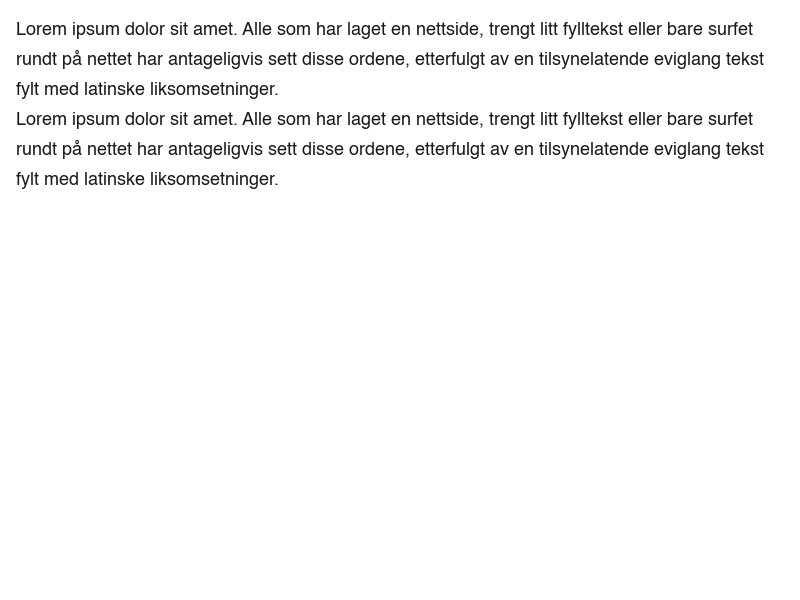 Lorem ipsum dolor sit amet. Alle som har laget en nettside, trengt litt fylltekst eller bare surfet
rundt på nettet har antageligvis sett disse ordene, etterfulgt av en tilsynelatende eviglang tekst
fylt med latinske liksomsetninger.
Lorem ipsum dolor sit amet. Alle som har laget en nettside, trengt litt fylltekst eller bare surfet
rundt på nettet har antageligvis sett disse ordene, etterfulgt av en tilsynelatende eviglang tekst
fylt med latinske liksomsetninger.